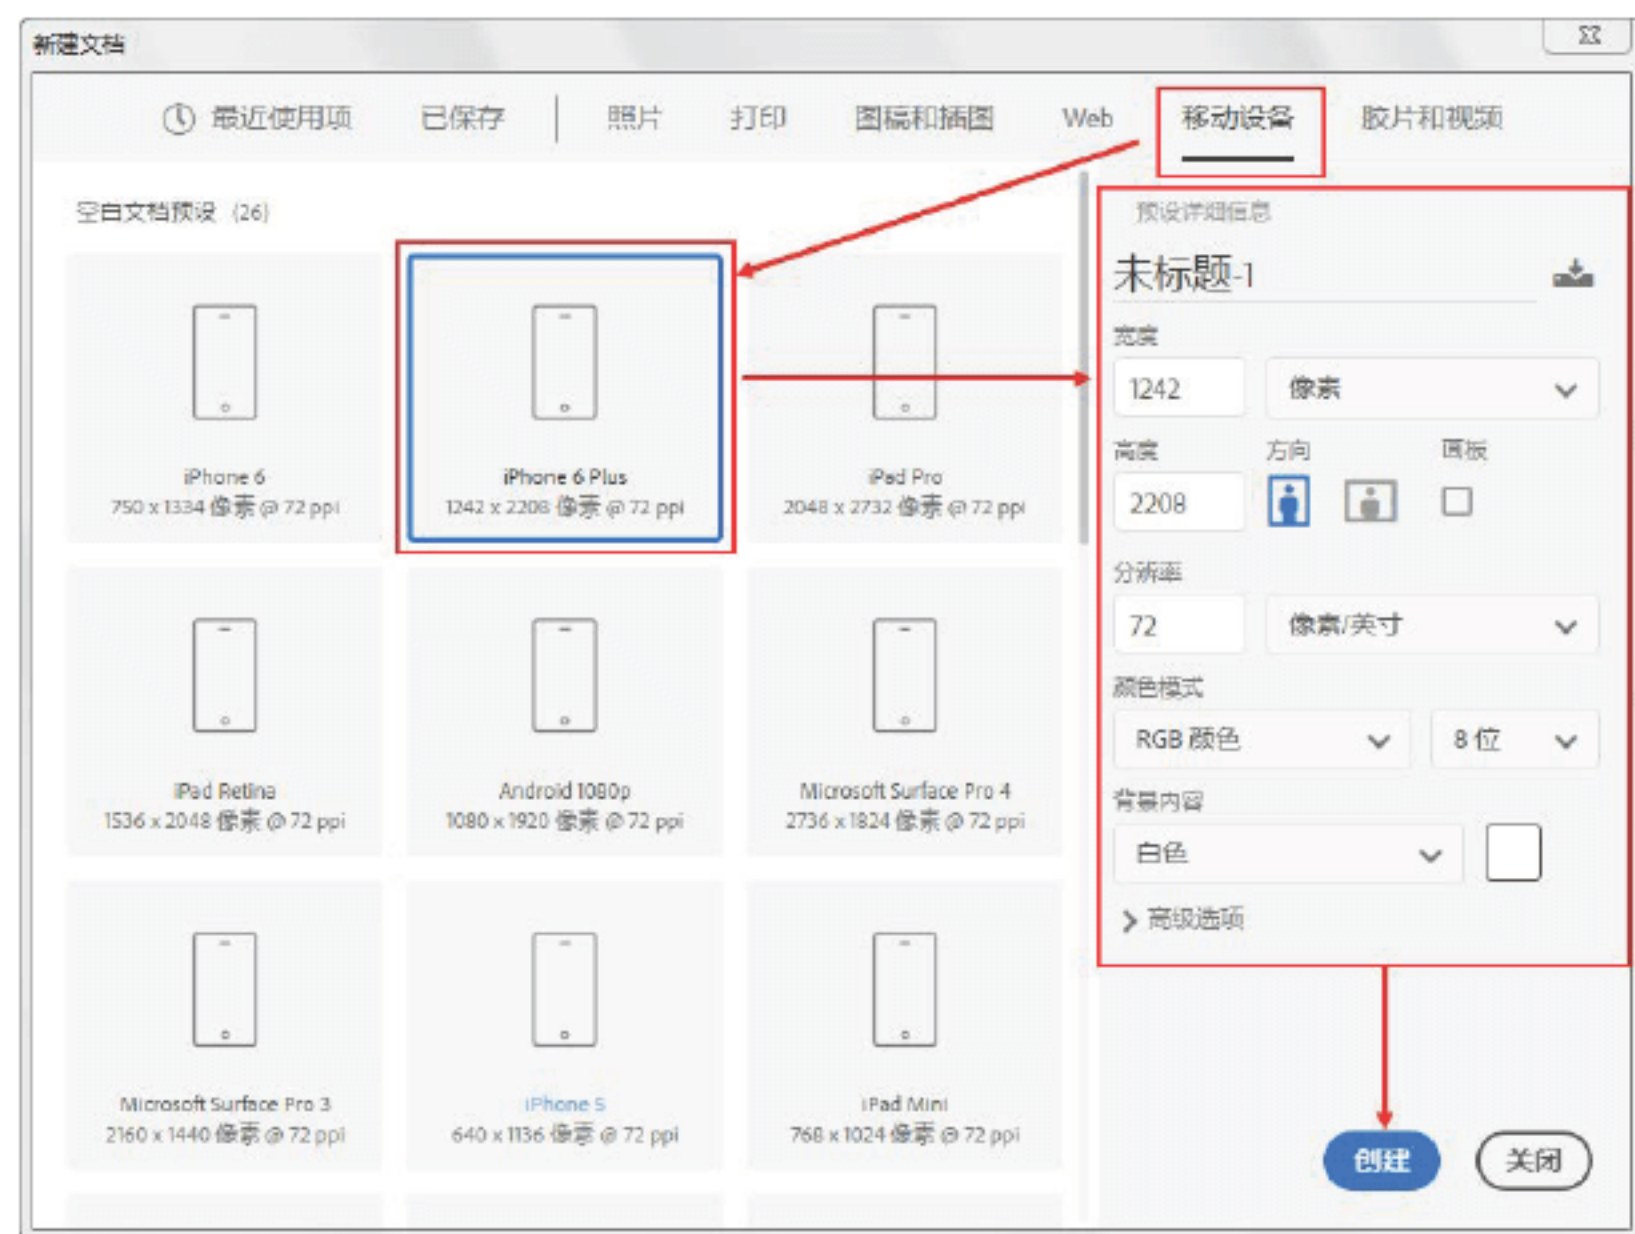 新建文档
最近使用项 已保存 照片 打印 图稿和插图 Web 移动设备 胶片和视频
空白文档预设 (26)
iPhone 6
750 x 1334 像素 @ 72 ppi
iPhone 6 Plus
1242 x 2208 像素 @ 72 ppi
iPad Pro
2048 x 2732 像素 @ 72 ppi
iPad Retina
1536 x 2048 像素 @ 72 ppi
Android 1080p
1080 x 1920 像素 @ 72 ppi
Microsoft Surface Pro 4
2736 x 1824 像素 @ 72 ppi
Microsoft Surface Pro 3
2160 x 1440 像素 @ 72 ppi
iPhone 5
640 x 1136 像素 @ 72 ppi
iPad Mini
768 x 1024 像素 @ 72 ppi
预设详细信息
未标题-1
宽度
1242 像素
高度 方向 画板
2208
分辨率
72 像素/英寸
颜色模式
RGB 颜色 8 位
背景内容
白色
高级选项
创建 关闭